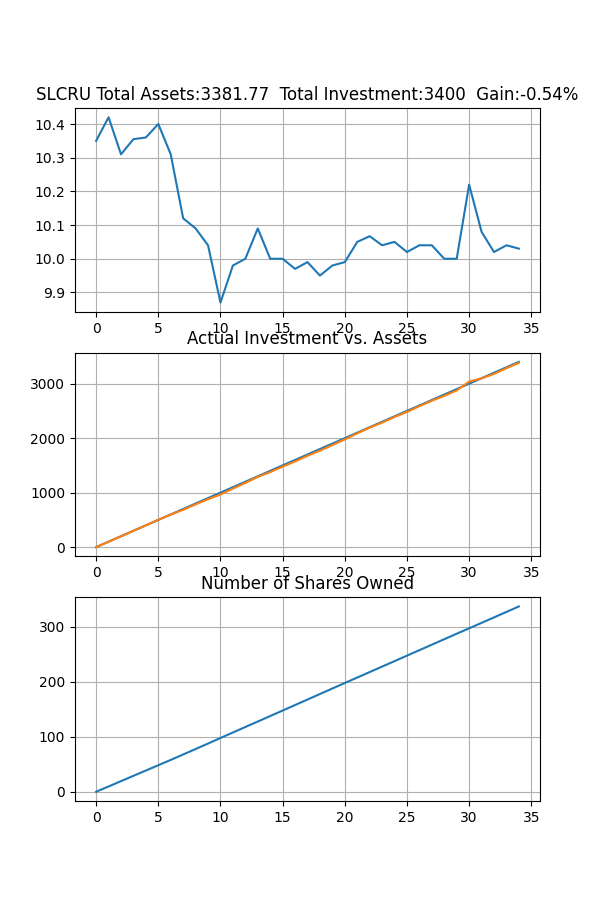 SLCRU Total Assets:3381.77  Total Investment:3400  Gain:-0.54%
10.4
10.3
10.2
10.1
10.0
9.9
0 5 10 15 20 25 30 35
Actual Investment vs. Assets
3000
2000
1000
0
0 5 10 15 20 25 30 35
Number of Shares Owned
300
200
100
0
0 5 10 15 20 25 30 35